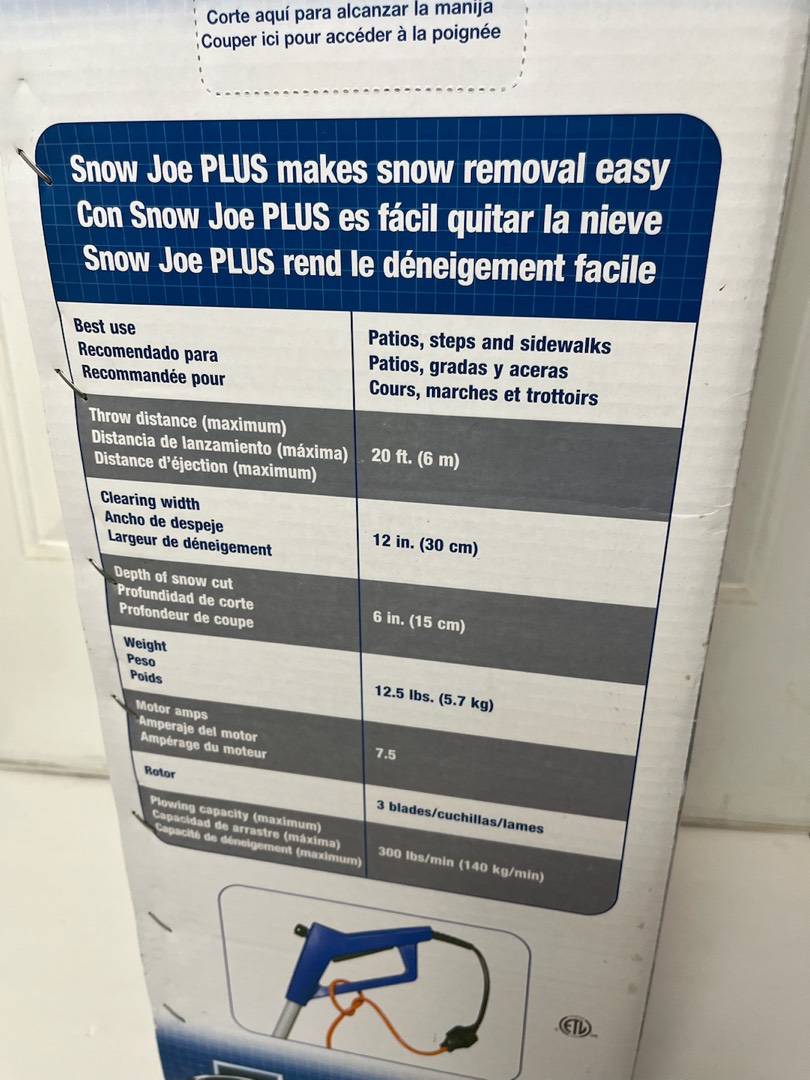 Corte aquí para alcanzar la manija
Couper ici pour accéder à la poignée
Snow Joe PLUS makes snow removal easy
Con Snow Joe PLUS es fácil quitar la nieve
Snow Joe PLUS rend le déneigement facile
Best use
Recomendado para
Recommandée pour
Patios, steps and sidewalks
Patios, gradas y aceras
Cours, marches et trottoirs
Throw distance (maximum)
Distancia de lanzamiento (máxima)
Distance d'éjection (maximum)
20 ft. (6 m)
Clearing width
Ancho de despeje
Largeur de déneigement
12 in. (30 cm)
Depth of snow cut
Profundidad de corte
Profondeur de coupe
6 in. (15 cm)
Weight
Peso
Poids
12.5 lbs. (5.7 kg)
Motor amps
Amperaje del motor
Ampérage du moteur
7.5
Rotor
3 blades/cuchillas/lames
Plowing capacity (maximum)
Capacidad de arrastre (máxima)
Capacité de déneigement (maximum)
300 lbs/min (140 kg/min)
ETL